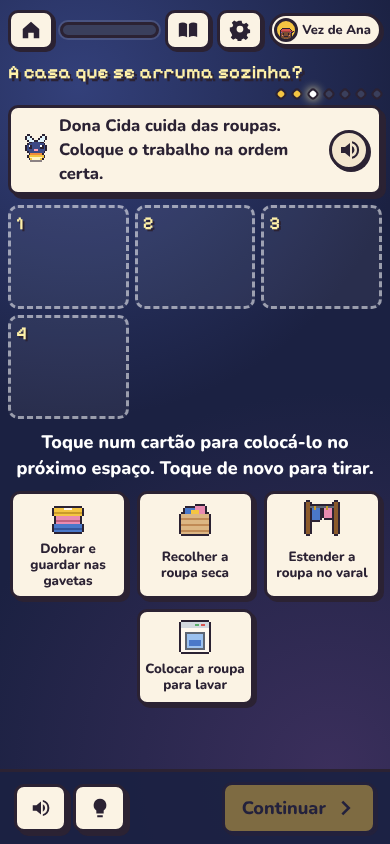 Vez de Ana
A casa que se arruma sozinha?
Dona Cida cuida das roupas.
Coloque o trabalho na ordem
certa.
1
2
3
4
Toque num cartão para colocá-lo no
próximo espaço. Toque de novo para tirar.
Dobrar e
guardar nas
gavetas
Recolher a
roupa seca
Estender a
roupa no varal
Colocar a roupa
para lavar
Continuar